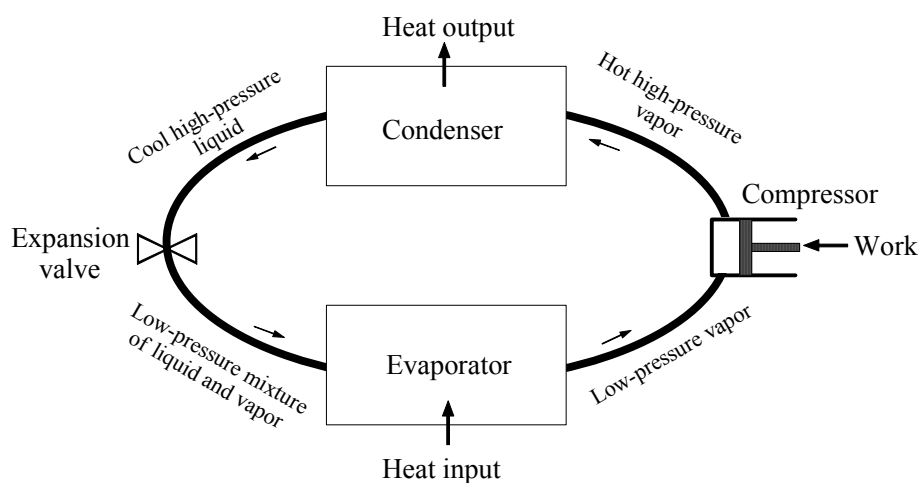 Heat output
Cool high-pressure
liquid
Condenser
Hot high-pressure
vapor
Compressor
Expansion
valve
Work
Low-pressure mixture
of liquid and vapor
Evaporator
Low-pressure vapor
Heat input